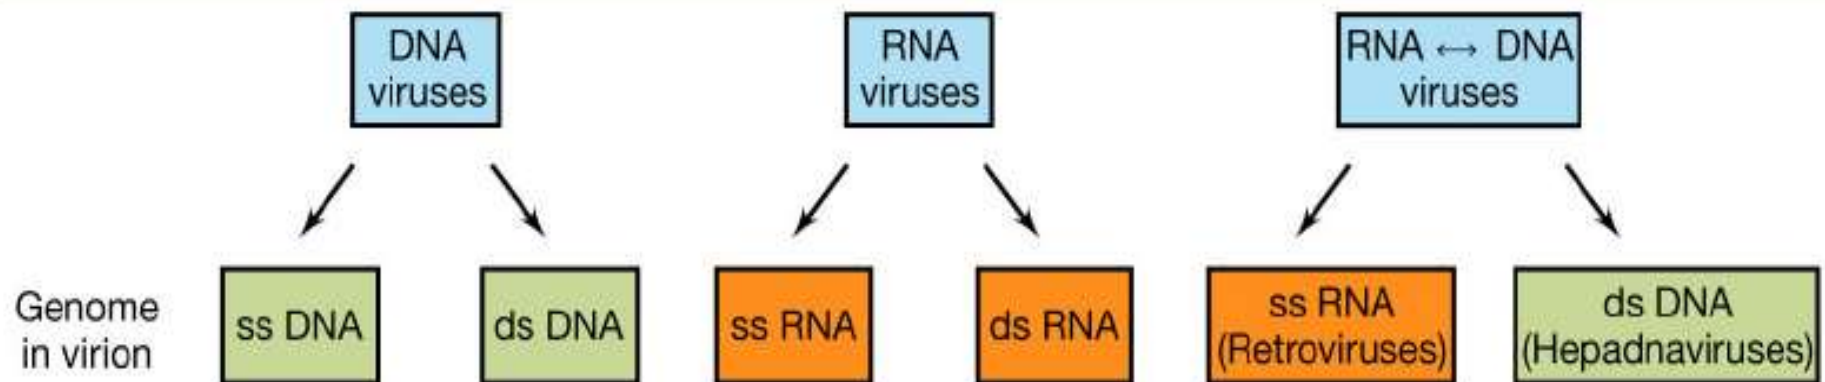 DNA
viruses
RNA
viruses
RNA ↔ DNA
viruses
Genome
in virion
ss DNA
ds DNA
ss RNA
ds RNA
ss RNA
(Retroviruses)
ds DNA
(Hepadnaviruses)